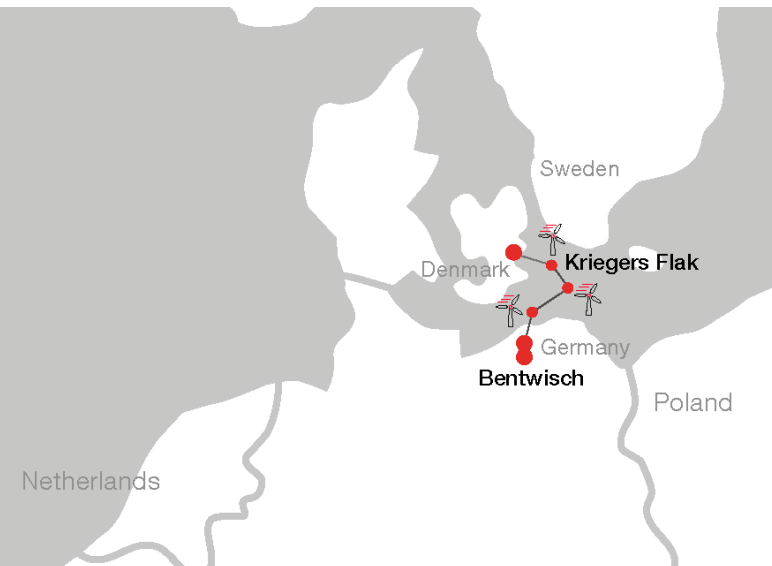 Sweden
Kriegers Flak
Denmark
Germany
Bentwisch
Poland
Netherlands